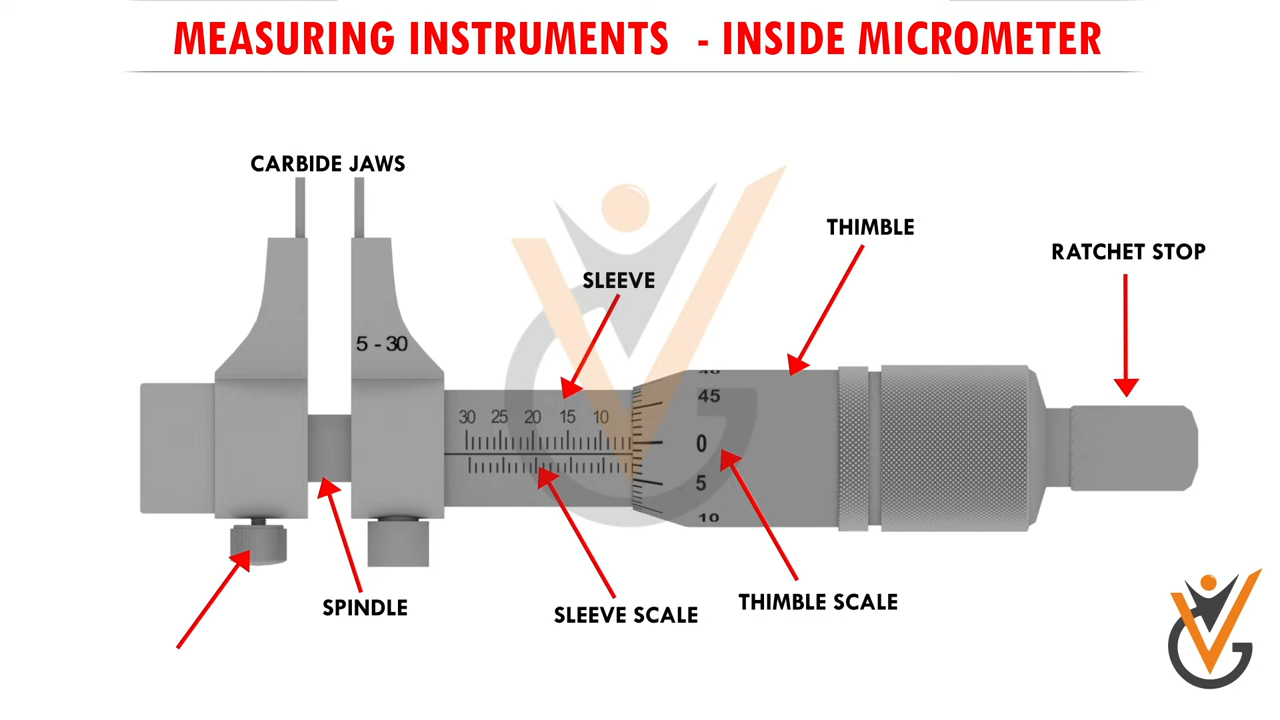 MEASURING INSTRUMENTS - INSIDE MICROMETER
CARBIDE JAWS
THIMBLE
RATCHET STOP
SLEEVE
5 - 30
45
30 25 20 15 10
0
5
10
SPINDLE
SLEEVE SCALE
THIMBLE SCALE